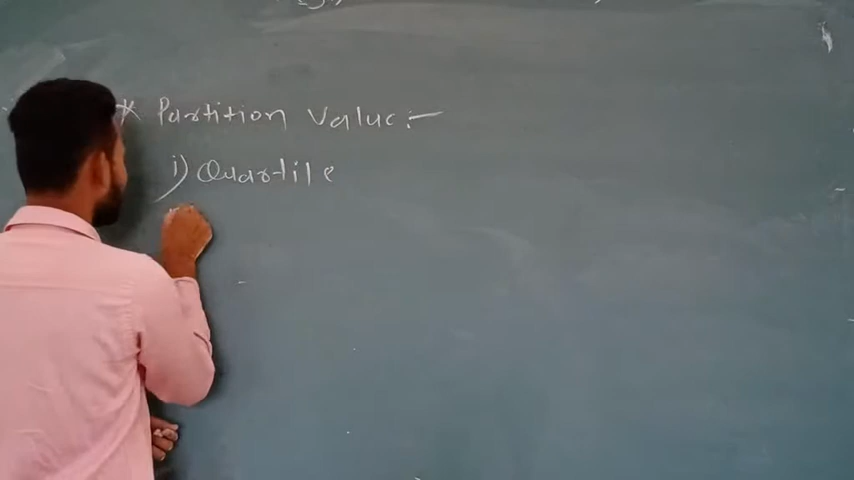 * Partition Value :-
i) Quartile